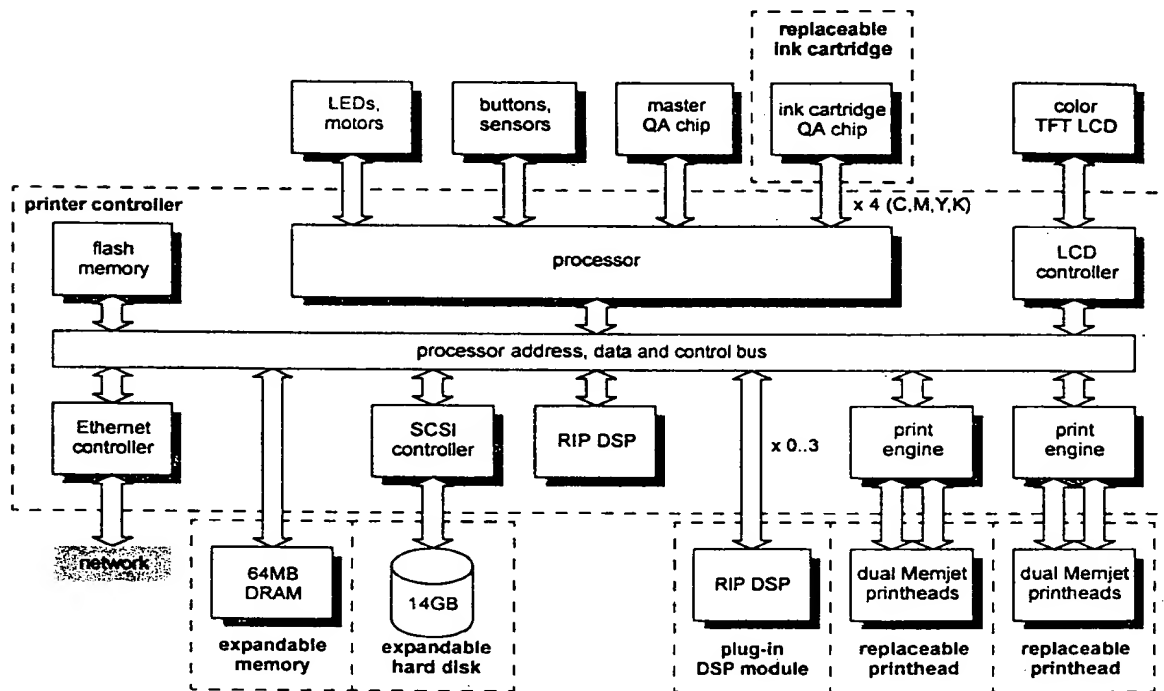 replaceable
ink cartridge
LEDs,
motors
buttons,
sensors
master
QA chip
ink cartridge
QA chip
color
TFT LCD
printer controller
x 4 (C,M,Y,K)
flash
memory
processor
LCD
controller
processor address, data and control bus
Ethernet
controller
SCSI
controller
RIP DSP
x 0..3
print
engine
print
engine
network
64MB
DRAM
14GB
RIP DSP
dual Memjet
printheads
dual Memjet
printheads
expandable
memory
expandable
hard disk
plug-in
DSP module
replaceable
printhead
replaceable
printhead